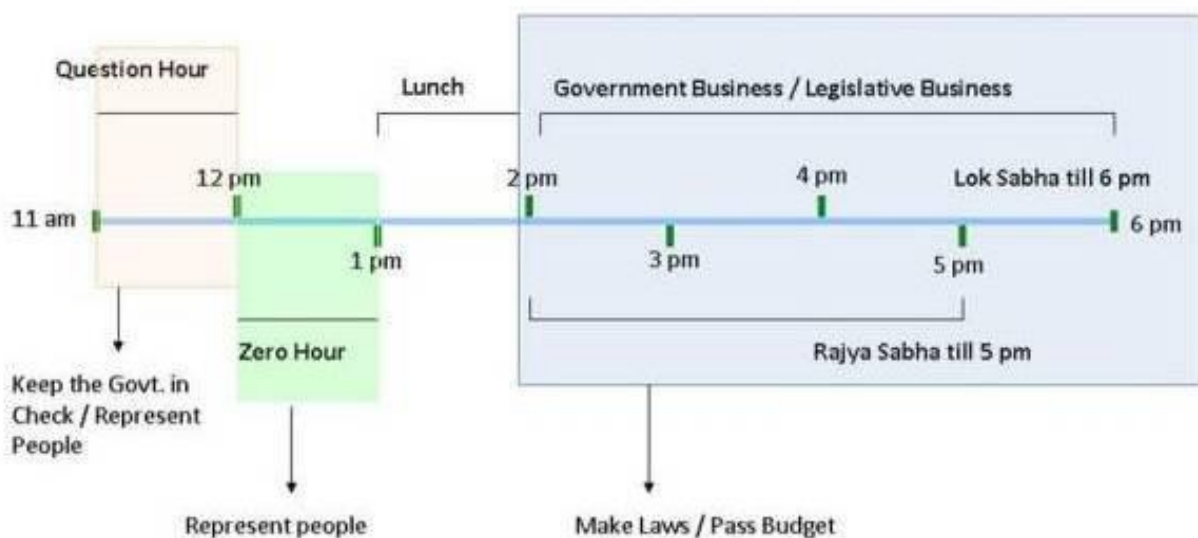 Question Hour
Lunch
Government Business / Legislative Business
12 pm
2 pm
4 pm
Lok Sabha till 6 pm
11 am
6 pm
1 pm
3 pm
5 pm
Zero Hour
Rajya Sabha till 5 pm
Keep the Govt. in
Check / Represent
People
Represent people
Make Laws / Pass Budget